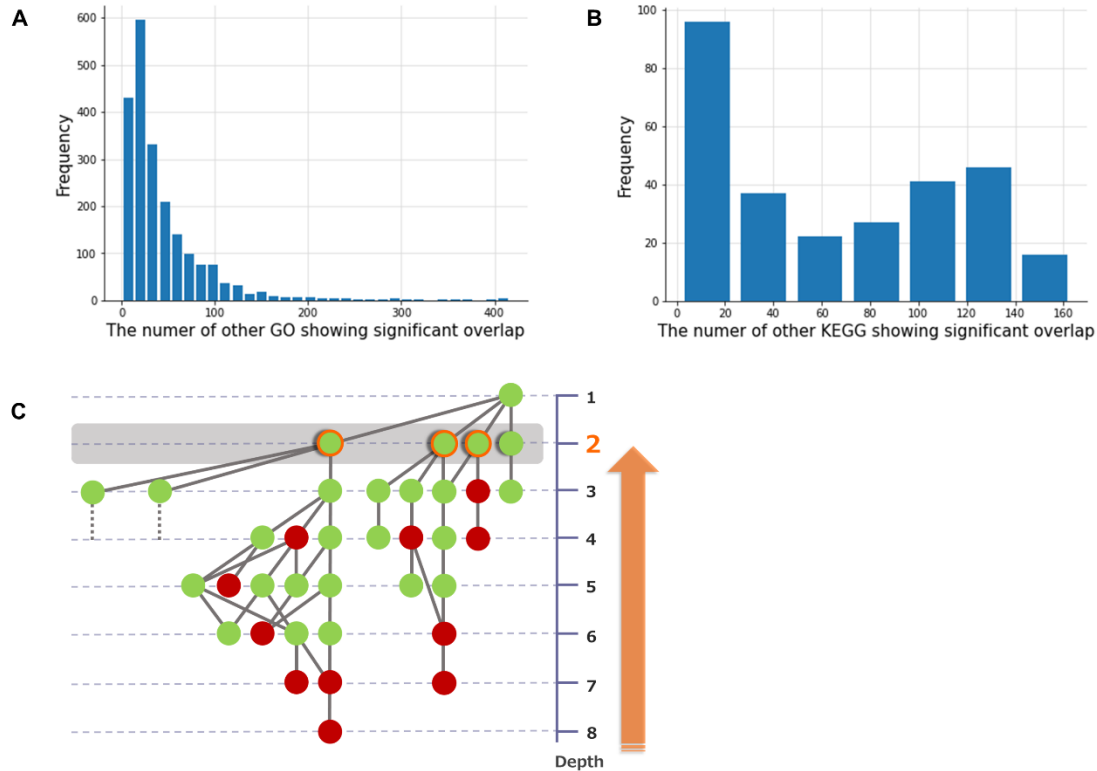 A
600
500
400
300
200
100
0
Frequency
0 100 200 300 400
The numer of other GO showing significant overlap
B
100
80
60
40
20
0
Frequency
0 20 40 60 80 100 120 140 160
The numer of other KEGG showing significant overlap
C
1
2
3
4
5
6
7
8
Depth